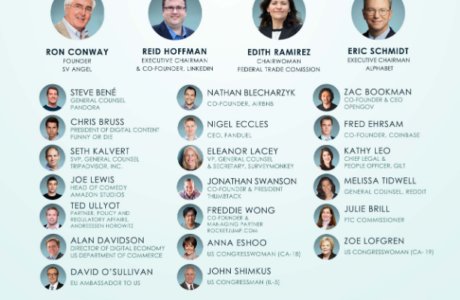 RON CONWAY
FOUNDER
SV ANGEL
REID HOFFMAN
EXECUTIVE CHAIRMAN
& CO-FOUNDER, LINKEDIN
EDITH RAMIREZ
CHAIRWOMAN
FEDERAL TRADE COMISSION
ERIC SCHMIDT
EXECUTIVE CHAIRMAN
ALPHABET
STEVE BENÉ
GENERAL COUNSEL
PANDORA
NATHAN BLECHARZYK
CO-FOUNDER, AIRBNB
ZAC BOOKMAN
CO-FOUNDER & CEO
OPENGOV
CHRIS BRUSS
PRESIDENT OF DIGITAL CONTENT
FUNNY OR DIE
NIGEL ECCLES
CEO, FANDUEL
FRED EHRSAM
CO-FOUNDER, COINBASE
SETH KALVERT
SVP, GENERAL COUNSEL
TRIPADVISOR, INC.
ELEANOR LACEY
VP, GENERAL COUNSEL
& SECRETARY, SURVEYMONKEY
KATHY LEO
CHIEF LEGAL &
PEOPLE OFFICER, GILT
JOE LEWIS
HEAD OF COMEDY
AMAZON STUDIOS
JONATHAN SWANSON
CO-FOUNDER & PRESIDENT
THUMBTACK
MELISSA TIDWELL
GENERAL COUNSEL, REDDIT
TED ULLYOT
PARTNER, POLICY AND
REGULATORY AFFAIRS,
ANDREESSEN HOROWITZ
FREDDIE WONG
CO-FOUNDER &
MANAGING PARTNER
ROCKETJUMP.COM
JULIE BRILL
FTC COMMISSIONER
ALAN DAVIDSON
DIRECTOR OF DIGITAL ECONOMY
US DEPARTMENT OF COMMERCE
ANNA ESHOO
US CONGRESSWOMAN (CA-18)
ZOE LOFGREN
US CONGRESSWOMAN (CA-19)
DAVID O'SULLIVAN
EU AMBASSADOR TO US
JOHN SHIMKUS
US CONGRESSMAN (IL-5)